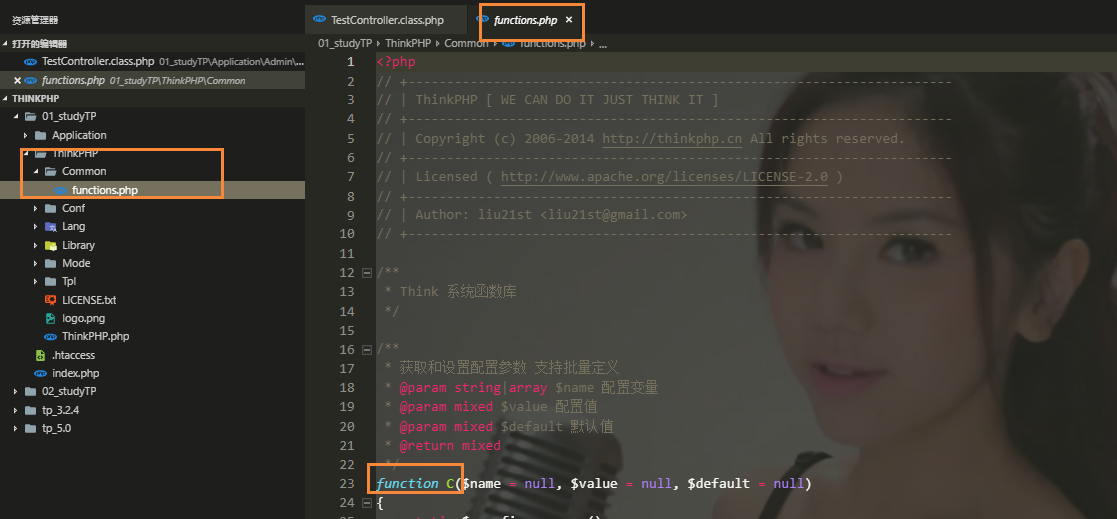 资源管理器
打开的编辑器
TestController.class.php 01_studyTP\Application\Admin\...
functions.php 01_studyTP\ThinkPHP\Common
THINKPHP
01_studyTP
Application
ThinkPHP
Common
functions.php
Conf
Lang
Library
Mode
Tpl
LICENSE.txt
logo.png
ThinkPHP.php
.htaccess
index.php
02_studyTP
tp_3.2.4
tp_5.0
TestController.class.php
functions.php
01_studyTP › ThinkPHP › Common › functions.php › ...
1 <?php
2 // +----------------------------------------------------------------------
3 // | ThinkPHP [ WE CAN DO IT JUST THINK IT ]
4 // +----------------------------------------------------------------------
5 // | Copyright (c) 2006-2014 http://thinkphp.cn All rights reserved.
6 // +----------------------------------------------------------------------
7 // | Licensed ( http://www.apache.org/licenses/LICENSE-2.0 )
8 // +----------------------------------------------------------------------
9 // | Author: liu21st <liu21st@gmail.com>
10 // +----------------------------------------------------------------------
11
12 /**
13 * Think 系统函数库
14 */
15
16 /**
17 * 获取和设置配置参数 支持批量定义
18 * @param string|array $name 配置变量
19 * @param mixed $value 配置值
20 * @param mixed $default 默认值
21 * @return mixed
22 */
23 function C($name = null, $value = null, $default = null)
24 {